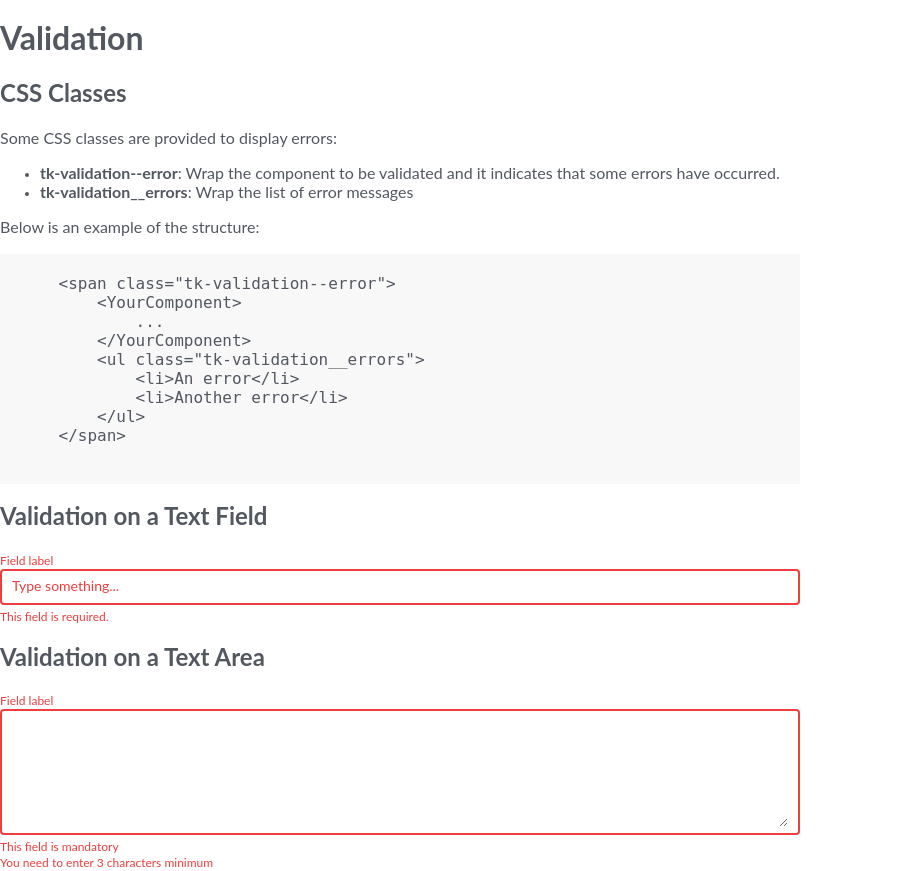 Validation
CSS Classes
Some CSS classes are provided to display errors:
• tk-validation--error: Wrap the component to be validated and it indicates that some errors have occurred.
• tk-validation__errors: Wrap the list of error messages
Below is an example of the structure:
<span class="tk-validation--error">
    <YourComponent>
        ...
    </YourComponent>
    <ul class="tk-validation__errors">
        <li>An error</li>
        <li>Another error</li>
    </ul>
</span>
Validation on a Text Field
Field label
Type something...
This field is required.
Validation on a Text Area
Field label
This field is mandatory
You need to enter 3 characters minimum